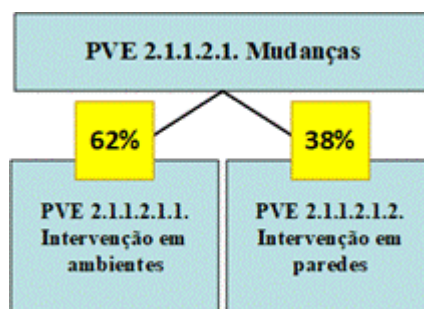 PVE 2.1.1.2.1. Mudanças
62%
38%
PVE 2.1.1.2.1.1.
Intervenção em
ambientes
PVE 2.1.1.2.1.2.
Intervenção em
paredes